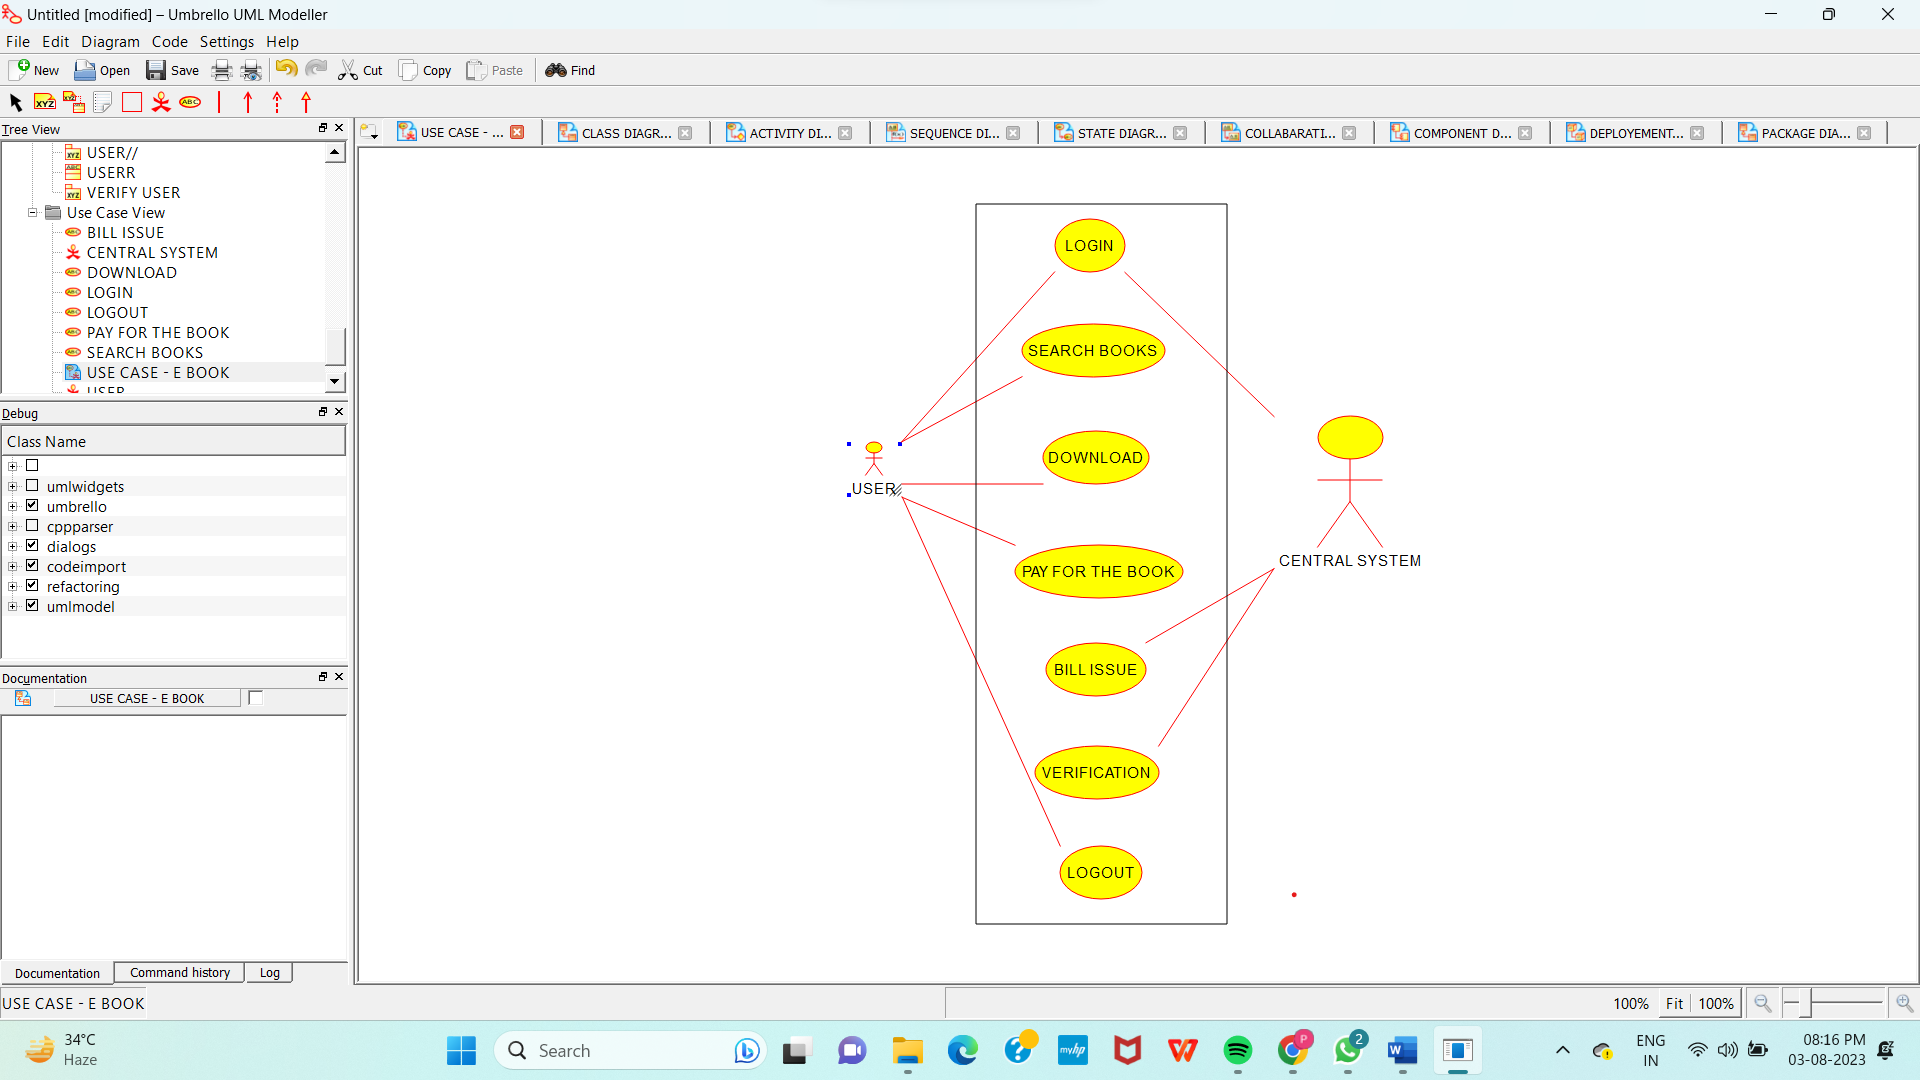 Untitled [modified] – Umbrello UML Modeller
File Edit Diagram Code Settings Help
New Open Save Cut Copy Paste Find
Tree View
USE CASE - ... CLASS DIAGR... ACTIVITY DI... SEQUENCE DI... STATE DIAGR... COLLABARATI... COMPONENT D... DEPLOYEMENT... PACKAGE DIA...
USER//
USERR
VERIFY USER
Use Case View
BILL ISSUE
CENTRAL SYSTEM
DOWNLOAD
LOGIN
LOGOUT
PAY FOR THE BOOK
SEARCH BOOKS
USE CASE - E BOOK
USER
Debug
Class Name
umlwidgets
umbrello
cppparser
dialogs
codeimport
refactoring
umlmodel
Documentation
USE CASE - E BOOK
Documentation Command history Log
LOGIN
SEARCH BOOKS
DOWNLOAD
USER
PAY FOR THE BOOK
CENTRAL SYSTEM
BILL ISSUE
VERIFICATION
LOGOUT
USE CASE - E BOOK
100% Fit 100%
34°C
Haze
Search
myhp
P
2
ENG
IN
08:16 PM
03-08-2023